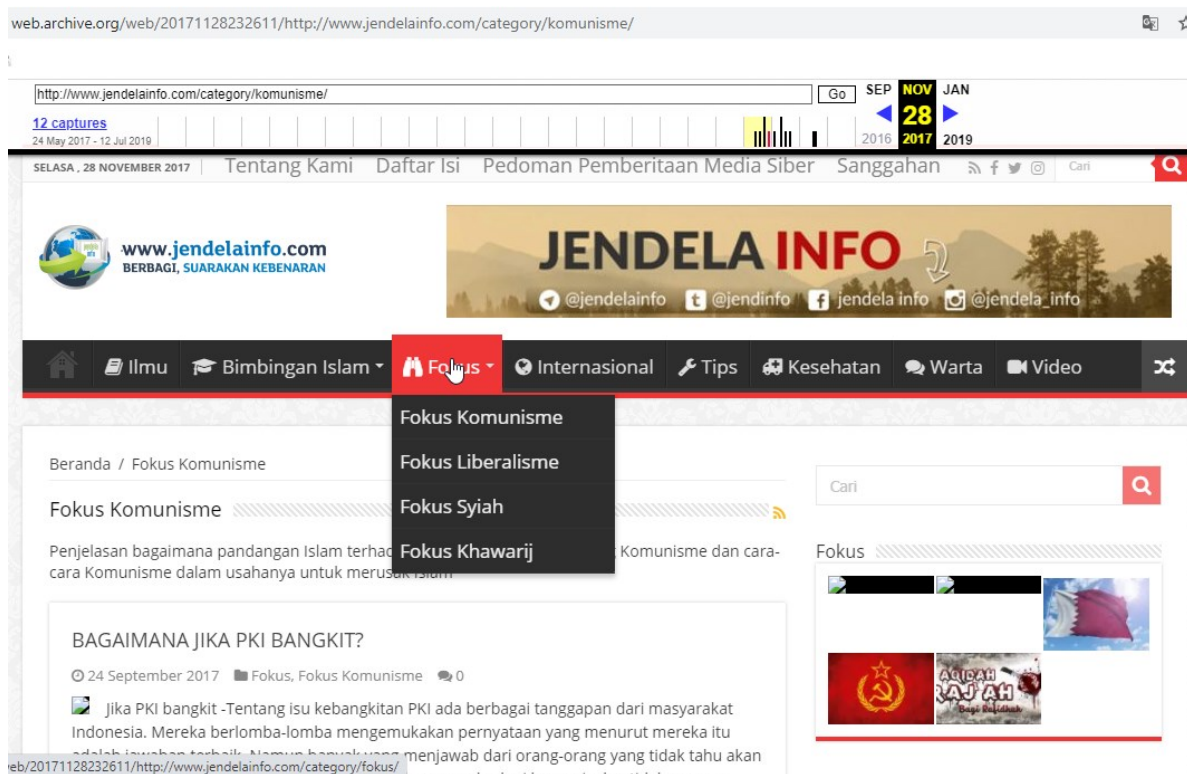 web.archive.org/web/20171128232611/http://www.jendelainfo.com/category/komunisme/
http://www.jendelainfo.com/category/komunisme/
Go
SEP NOV JAN
12 captures
28
24 May 2017 - 12 Jul 2019
2016 2017 2019
SELASA , 28 NOVEMBER 2017
Tentang Kami Daftar Isi Pedoman Pemberitaan Media Siber Sanggahan
Cari
www.jendelainfo.com
BERBAGI, SUARAKAN KEBENARAN
JENDELA INFO
@jendelainfo @jendinfo jendela info @jendela_info
Ilmu Bimbingan Islam Fokus Internasional Tips Kesehatan Warta Video
Fokus Komunisme
Fokus Liberalisme
Fokus Syiah
Fokus Khawarij
Beranda / Fokus Komunisme
Fokus Komunisme
Penjelasan bagaimana pandangan Islam Komunisme dan cara-
cara Komunisme dalam usahanya untuk merusak Islam
BAGAIMANA JIKA PKI BANGKIT?
24 September 2017 Fokus, Fokus Komunisme 0
Jika PKI bangkit -Tentang isu kebangkitan PKI ada berbagai tanggapan dari masyarakat
Indonesia. Mereka berlomba-lomba mengemukakan pernyataan yang menurut mereka itu
menjawab dari orang-orang yang tidak tahu akan
eb/20171128232611/http://www.jendelainfo.com/category/fokus/
Cari
Fokus
AQIDAH
RAJ'AH
Bagi Rafidhah